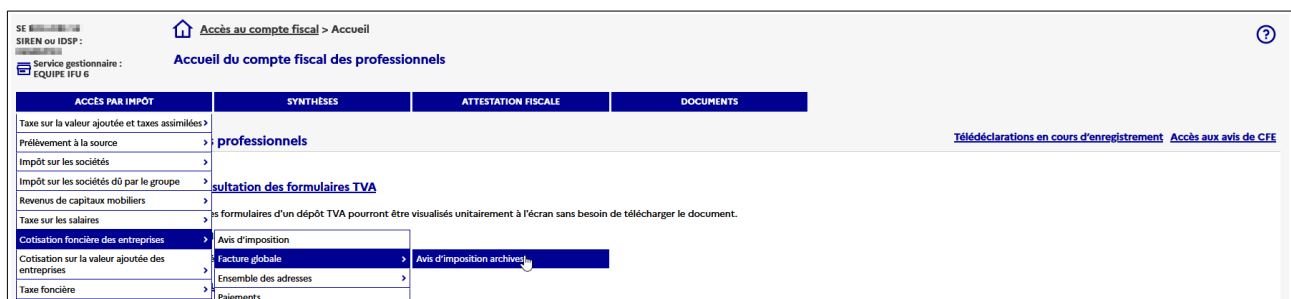 SE
SIREN ou IDSP :
Service gestionnaire :
EQUIPE IFU 6
Accès au compte fiscal > Accueil
Accueil du compte fiscal des professionnels
?
ACCÈS PAR IMPÔT SYNTHÈSES ATTESTATION FISCALE DOCUMENTS
Taxe sur la valeur ajoutée et taxes assimilées >
Prélèvement à la source > professionnels Télédéclarations en cours d'enregistrement Accès aux avis de CFE
Impôt sur les sociétés >
Impôt sur les sociétés dû par le groupe > sultation des formulaires TVA
Revenus de capitaux mobiliers >
Taxe sur les salaires > es formulaires d'un dépôt TVA pourront être visualisés unitairement à l'écran sans besoin de télécharger le document.
Cotisation foncière des entreprises > Avis d'imposition
Cotisation sur la valeur ajoutée des entreprises > Facture globale > Avis d'imposition archives
Ensemble des adresses >
Taxe foncière > Paiements